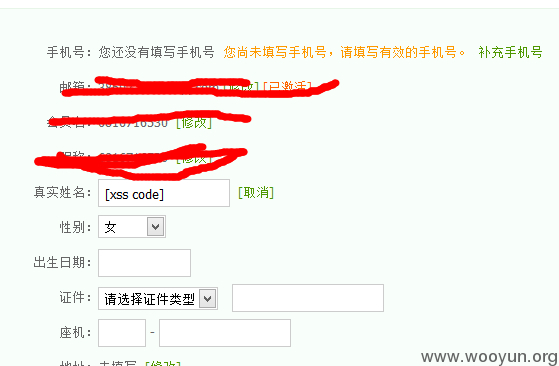 手机号：您还没有填写手机号 您尚未填写手机号，请填写有效的手机号。 补充手机号
邮箱： [修改][已激活]
会员名： [修改]
昵称： [修改]
真实姓名： [xss code] [取消]
性别： 女
出生日期：
证件： 请选择证件类型
座机： -
地址：未填写 [修改]
www.wooyun.org